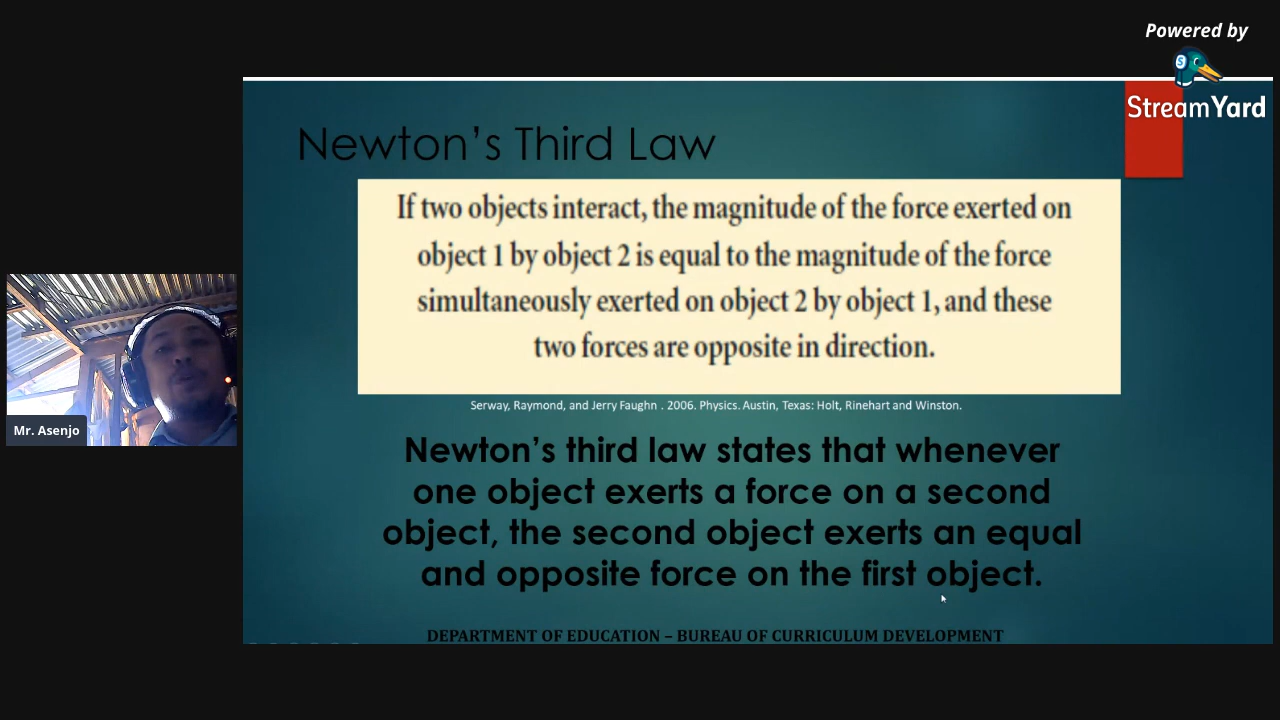 Powered by
StreamYard
Newton's Third Law
If two objects interact, the magnitude of the force exerted on
object 1 by object 2 is equal to the magnitude of the force
simultaneously exerted on object 2 by object 1, and these
two forces are opposite in direction.
Serway, Raymond, and Jerry Faughn . 2006. Physics. Austin, Texas: Holt, Rinehart and Winston.
Newton's third law states that whenever
one object exerts a force on a second
object, the second object exerts an equal
and opposite force on the first object.
Mr. Asenjo
DEPARTMENT OF EDUCATION – BUREAU OF CURRICULUM DEVELOPMENT